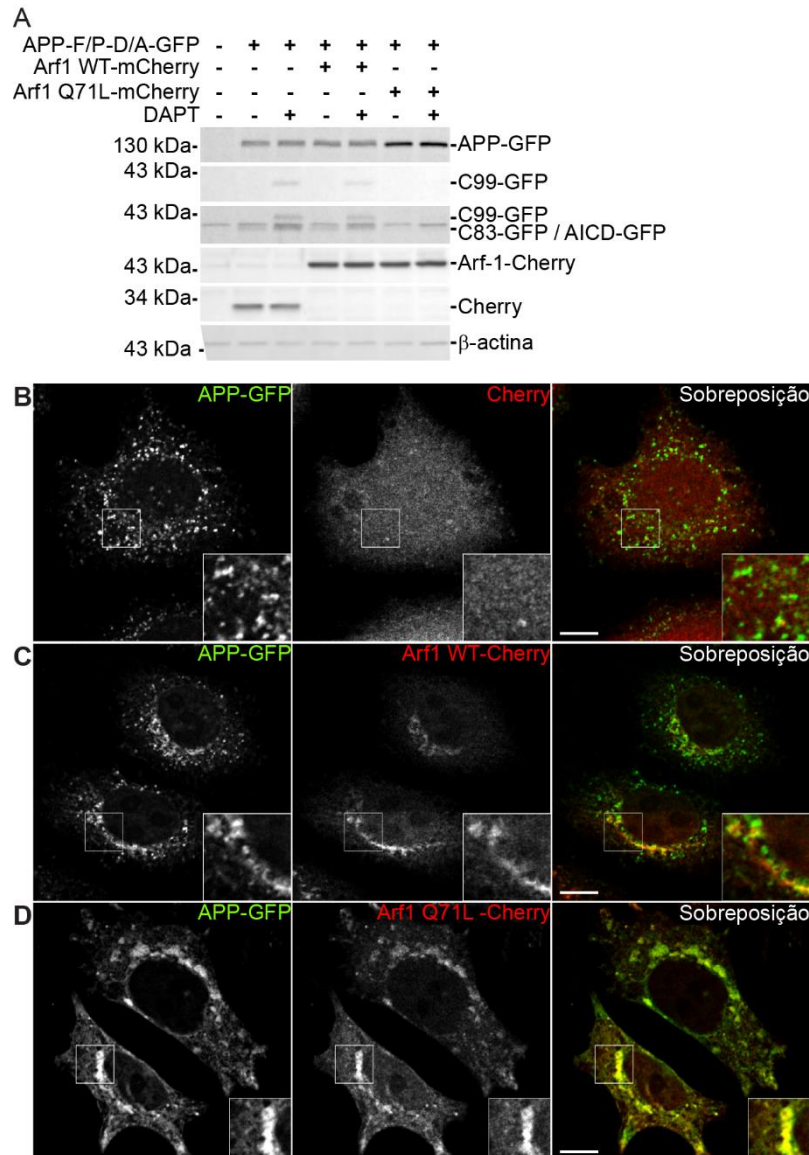 A
APP-F/P-D/A-GFP - + + + + + +
Arf1 WT-mCherry + +
Arf1 Q71L-mCherry - - - + +
DAPT - - + - + - +
130 kDa- -APP-GFP
43 kDa-
-C99-GFP
43 kDa- -C99-GFP
-C83-GFP / AICD-GFP
43 kDa- -Arf-1-Cherry
34 kDa-
-Cherry
43 kDa- -β-actina
B APP-GFP Cherry Sobreposição
C APP-GFP Arf1 WT-Cherry Sobreposição
D APP-GFP Arf1 Q71L -Cherry Sobreposição